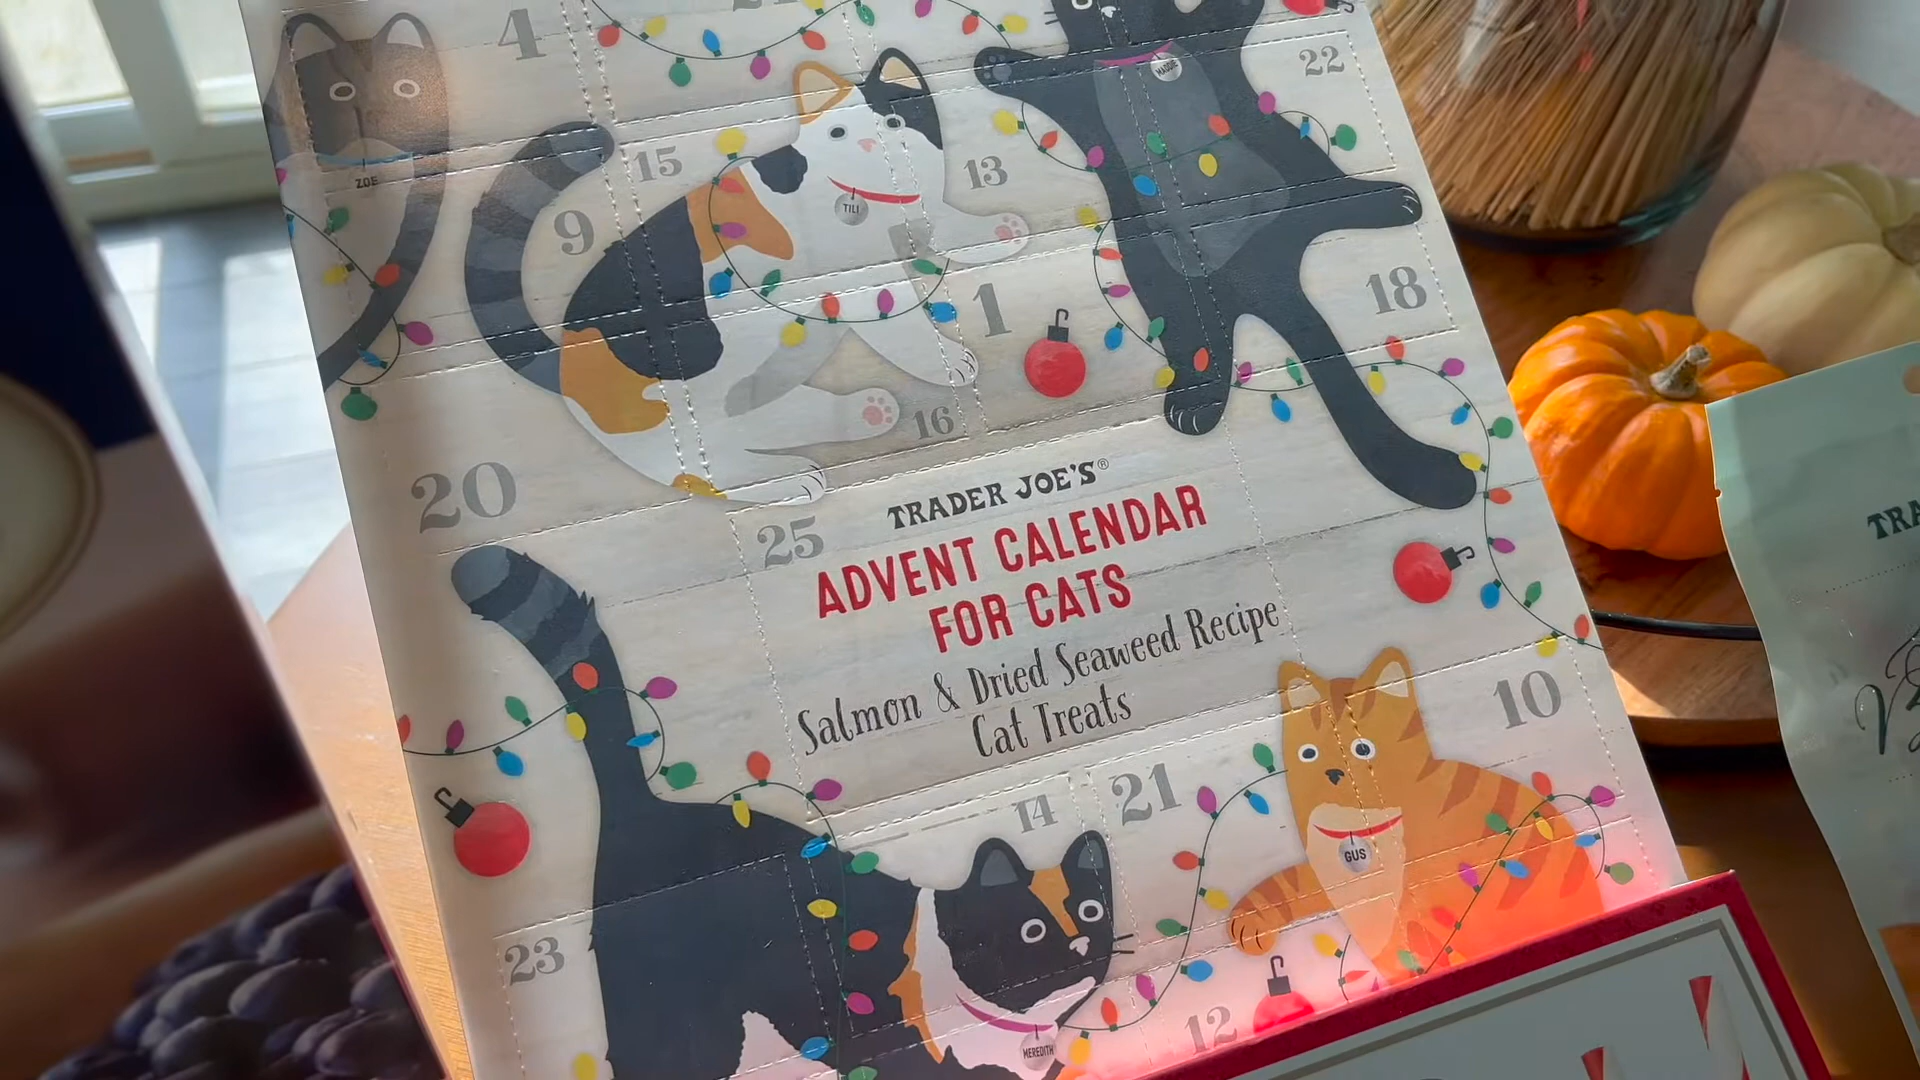 4
22
MADDIE
15
13
ZOE
TILI
9
18
1
16
20
TRADER JOE'S®
25
ADVENT CALENDAR
FOR CATS
Salmon & Dried Seaweed Recipe
Cat Treats
10
14
21
GUS
23
12
MEREDITH
TRA